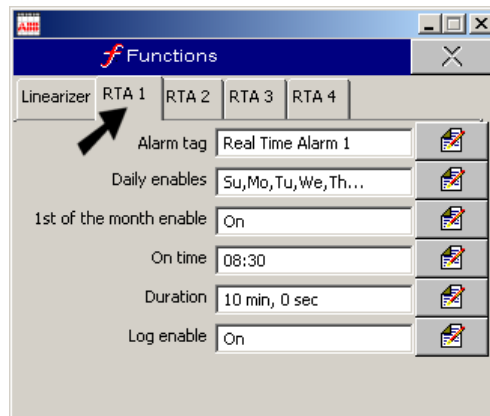 ABB
f Functions
Linearizer RTA 1 RTA 2 RTA 3 RTA 4
Alarm tag Real Time Alarm 1
Daily enables Su,Mo,Tu,We,Th...
1st of the month enable On
On time 08:30
Duration 10 min, 0 sec
Log enable On